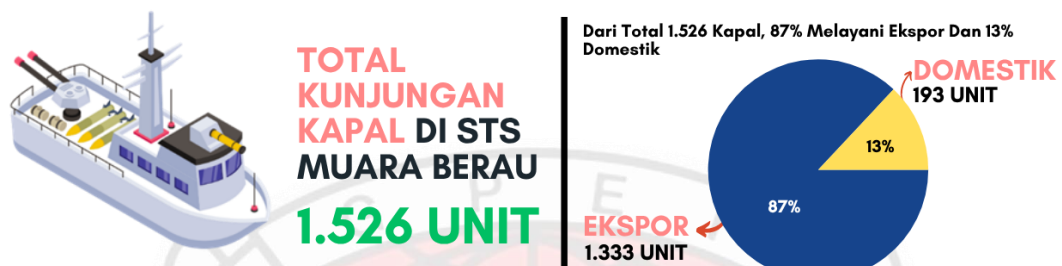 TOTAL
KUNJUNGAN
KAPAL DI STS
MUARA BERAU
1.526 UNIT
Dari Total 1.526 Kapal, 87% Melayani Ekspor Dan 13%
Domestik
DOMESTIK
193 UNIT
13%
87%
EKSPOR
1.333 UNIT